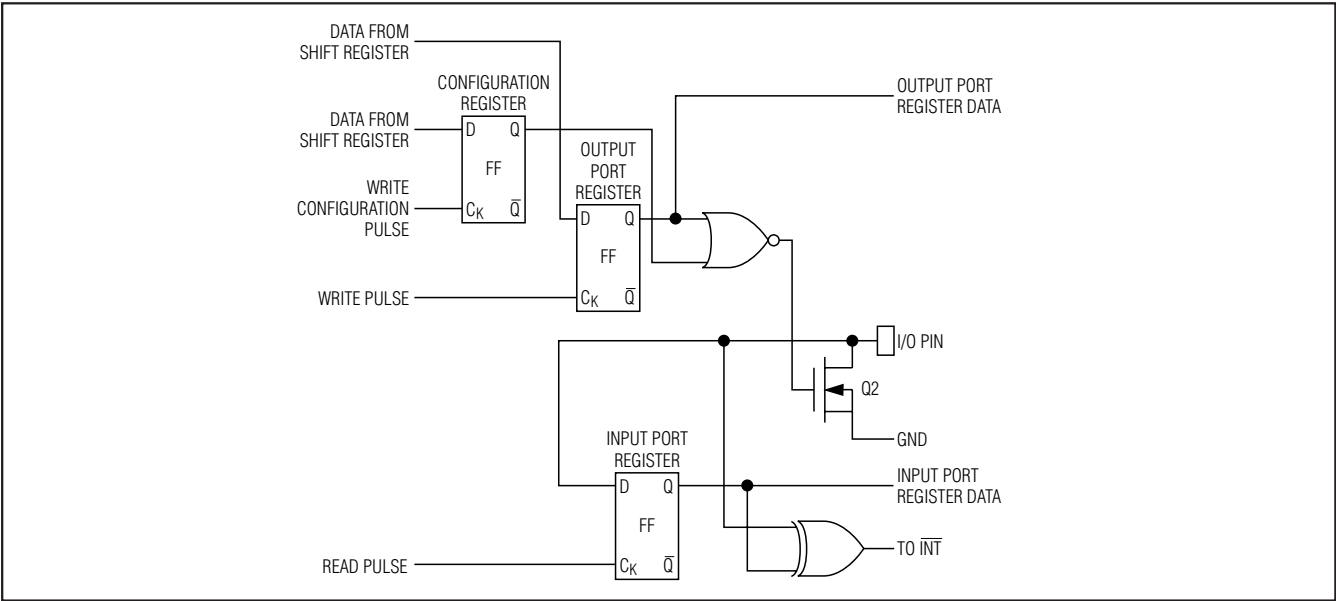 DATA FROM
SHIFT REGISTER
CONFIGURATION
REGISTER
OUTPUT PORT
REGISTER DATA
DATA FROM
SHIFT REGISTER
D Q
FF
CK Q̅
WRITE
CONFIGURATION
PULSE
OUTPUT
PORT
REGISTER
D Q
FF
CK Q̅
WRITE PULSE
I/O PIN
Q2
GND
INPUT PORT
REGISTER
D Q
FF
CK Q̅
INPUT PORT
REGISTER DATA
TO I̅N̅T̅
READ PULSE